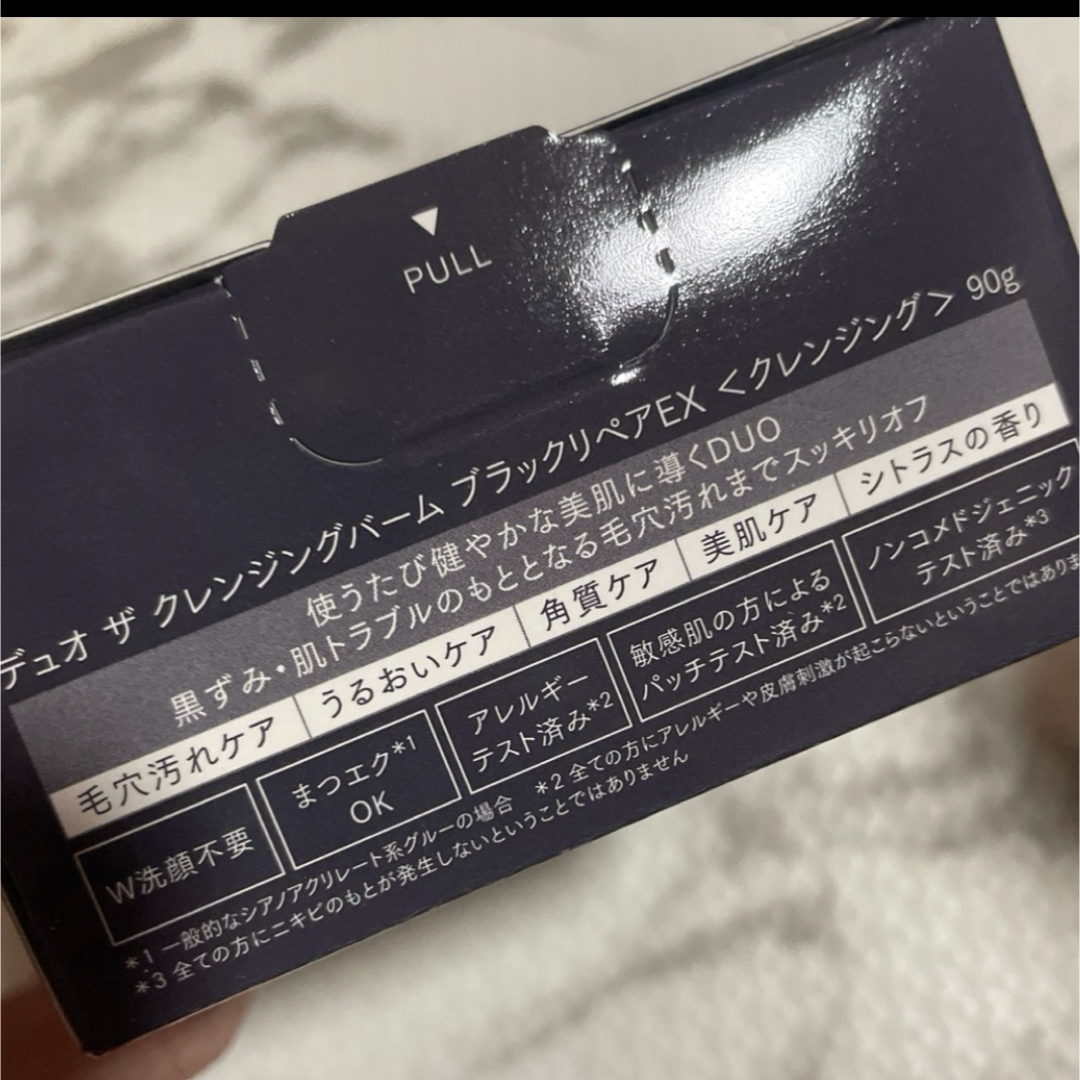 ▼
PULL
デュオ ザ クレンジングバーム ブラックリペアEX ＜クレンジング＞ 90g
使うたび健やかな美肌に導くDUO
黒ずみ・肌トラブルのもととなる毛穴汚れまでスッキリオフ
毛穴汚れケア｜うるおいケア｜角質ケア｜美肌ケア｜シトラスの香り
W洗顔不要
まつエク*1
OK
アレルギー
テスト済み*2
敏感肌の方による
パッチテスト済み*2
ノンコメドジェニック
テスト済み*3
*1 一般的なシアノアクリレート系グルーの場合 *2 全ての方にアレルギーや皮膚刺激が起こらないということではありま
*3 全ての方にニキビのもとが発生しないということではありません